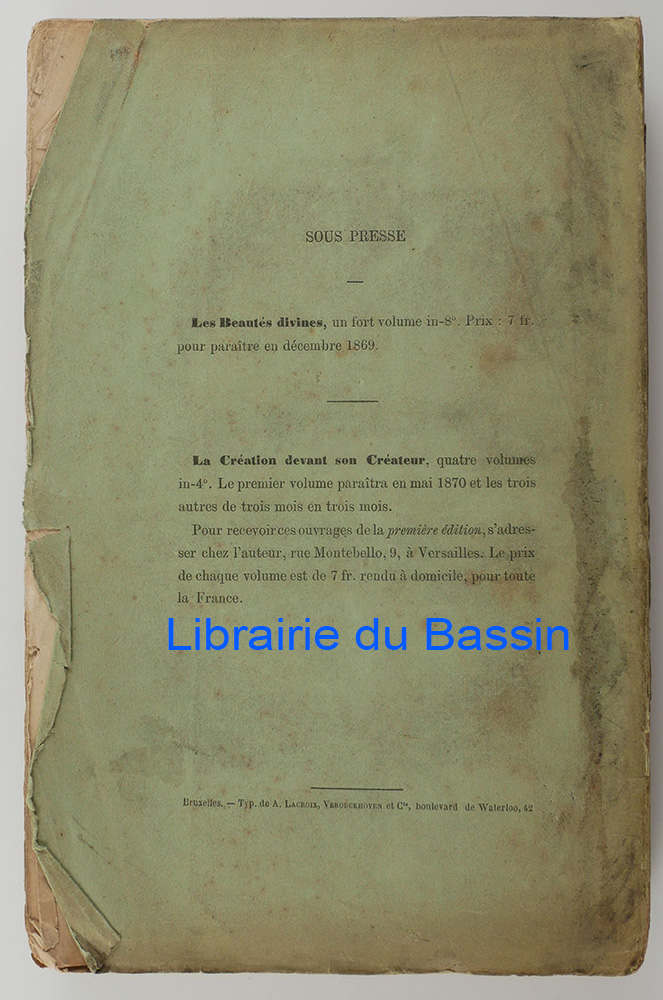 SOUS PRESSE
Les Beautés divines, un fort volume in-8°. Prix : 7 fr.
pour paraître en décembre 1869.
La Création devant son Créateur, quatre volumes
in-4°. Le premier volume paraîtra en mai 1870 et les trois
autres de trois mois en trois mois.
Pour recevoir ces ouvrages de la première édition, s'adres-
ser chez l'auteur, rue Montebello, 9, à Versailles. Le prix
de chaque volume est de 7 fr. rendu à domicile, pour toute
la France.
Librairie du Bassin
Bruxelles. — Typ. de A. LACROIX, VERBOECKHOVEN et Cie, boulevard de Waterloo, 42